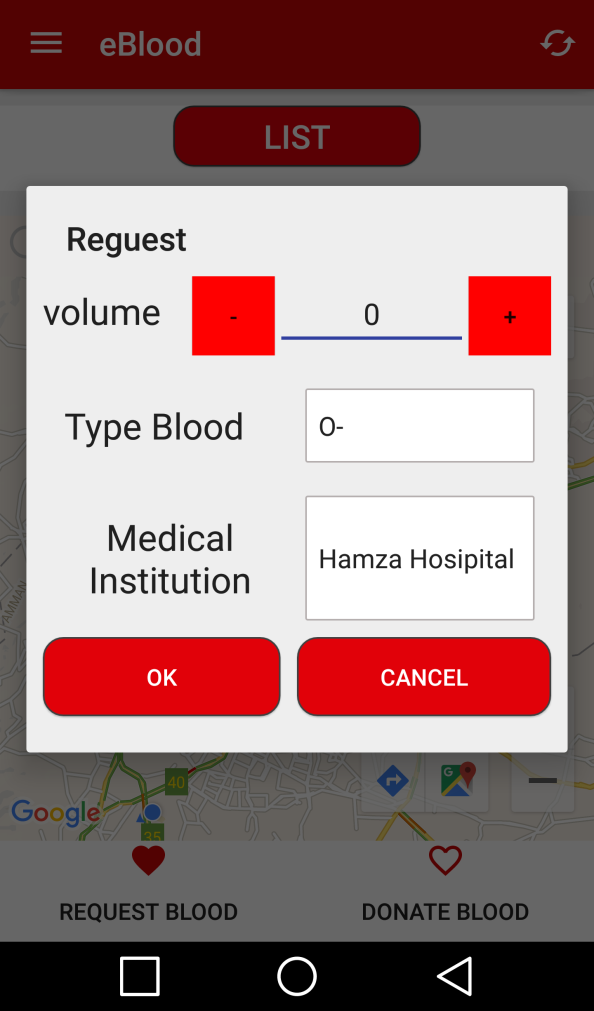 eBlood
LIST
Reguest
volume - 0 +
Type Blood O-
Medical
Institution
Hamza Hosipital
OK CANCEL
AMMAN
40
G
Google
35
REQUEST BLOOD DONATE BLOOD